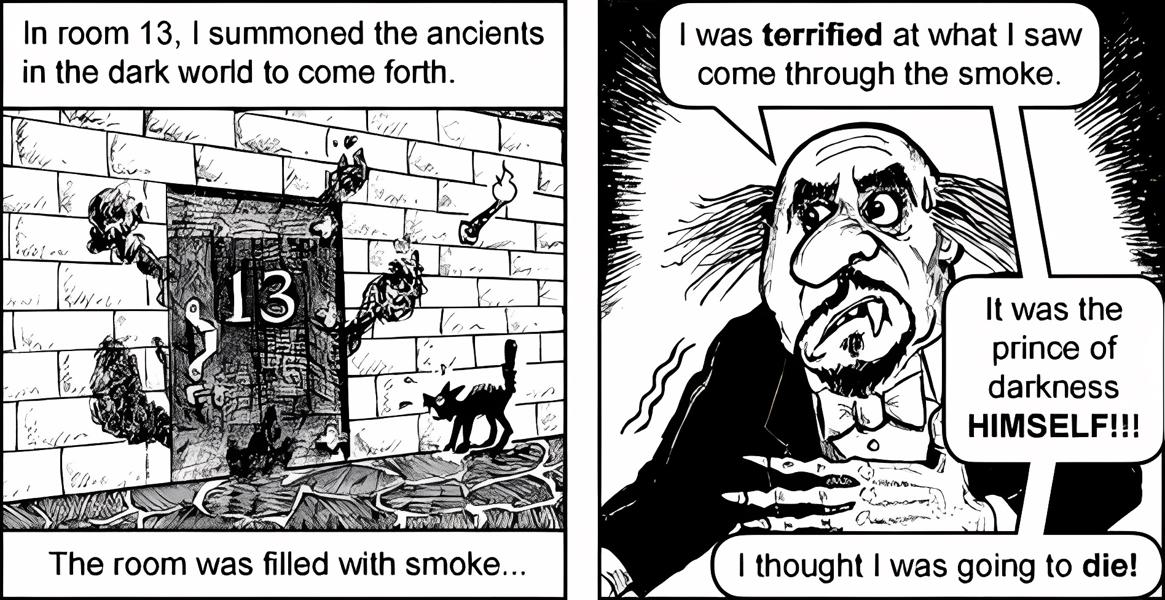 In room 13, I summoned the ancients
in the dark world to come forth.
13
The room was filled with smoke...
I was terrified at what I saw
come through the smoke.
It was the
prince of
darkness
HIMSELF!!!
I thought I was going to die!